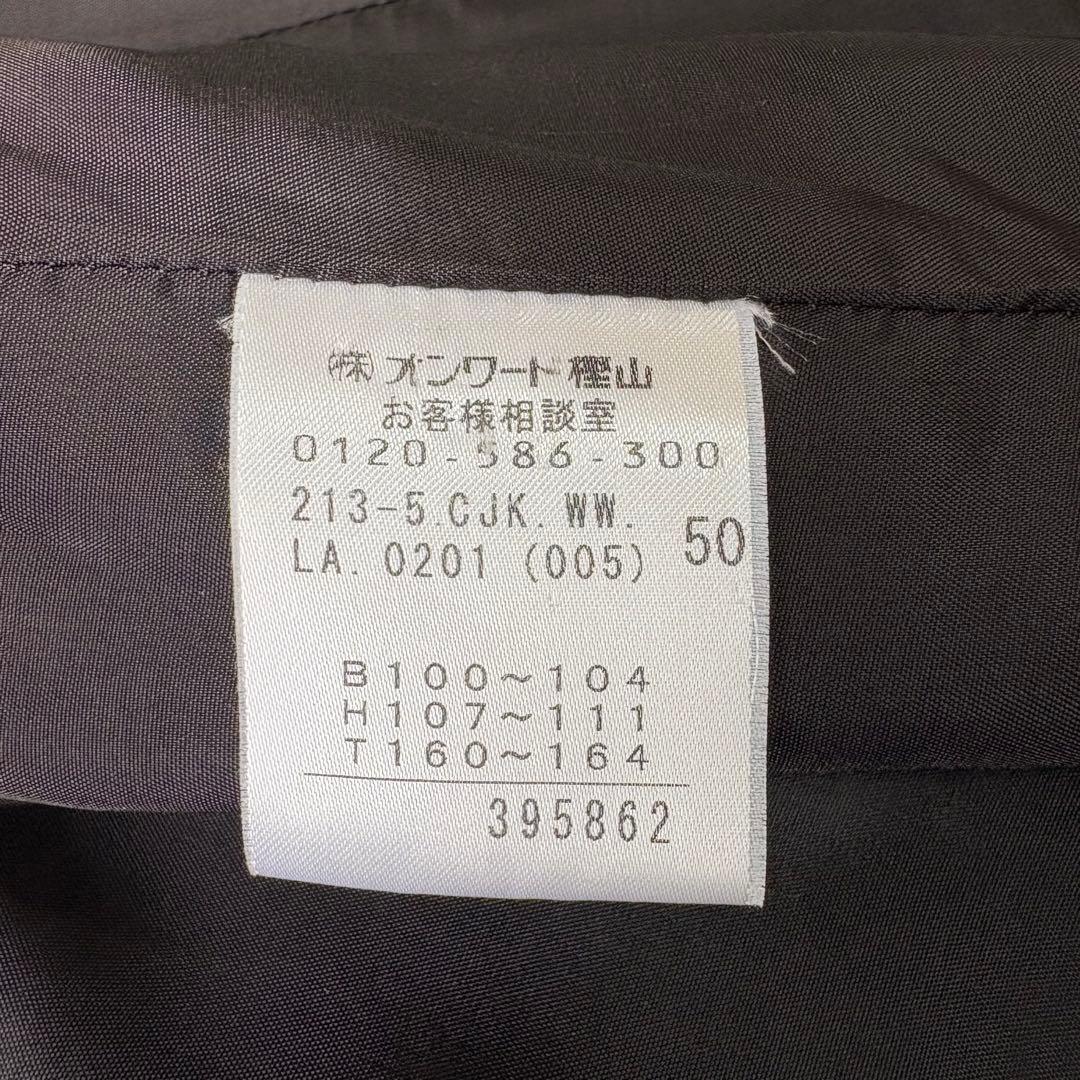 (株)オンワード樫山
お客様相談室
0120-586-300
213-5.CJK.WW.
LA.0201 (005) 50
B100~104
H107~111
T160~164
395862